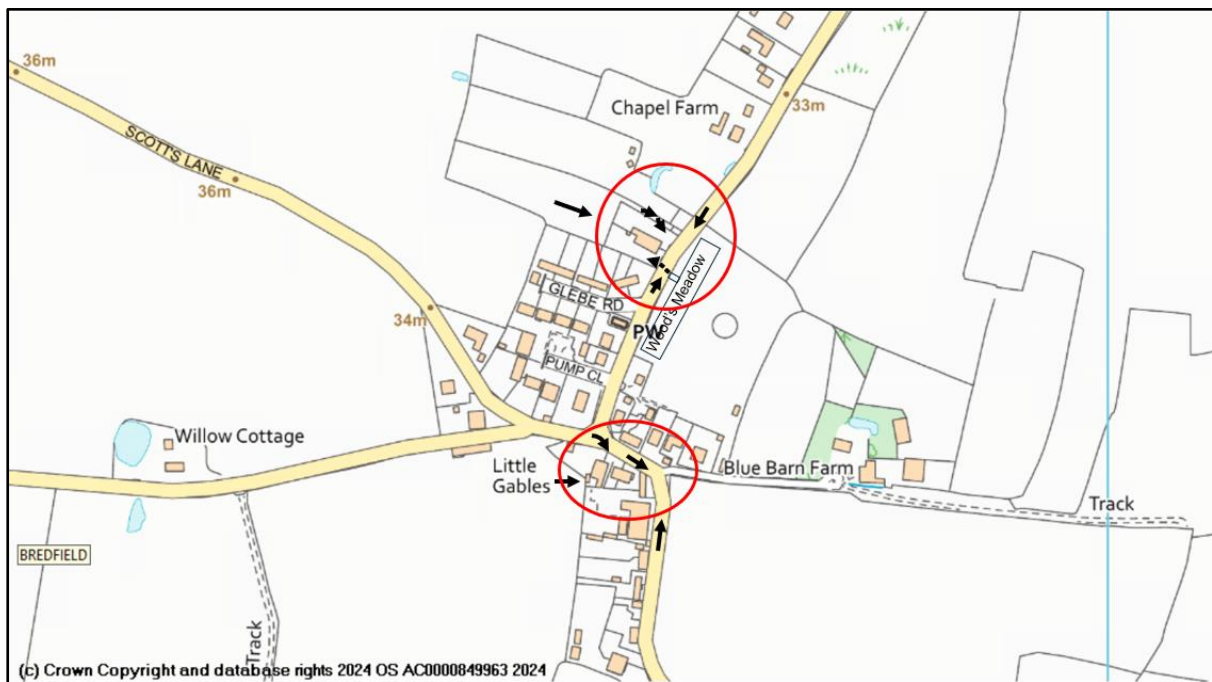 36m
Chapel Farm
33m
SCOTT'S LANE
36m
34m
GLEBE RD
Wood's Meadow
PW
PUMP CL
Willow Cottage
Little
Gables
Blue Barn Farm
Track
BREDFIELD
Track
(c) Crown Copyright and database rights 2024 OS AC0000849963 2024